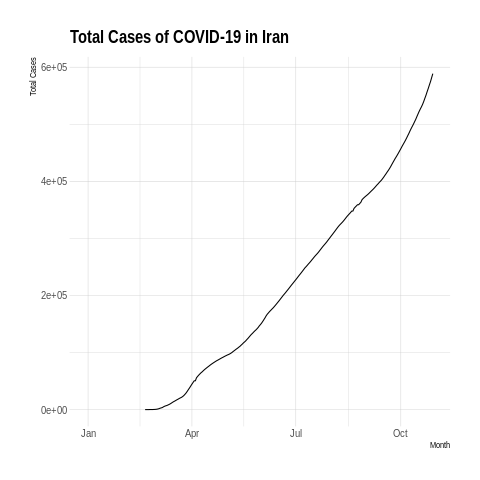 Total Cases of COVID-19 in Iran
Total Cases
6e+05
4e+05
2e+05
0e+00
Jan Apr Jul Oct
Month